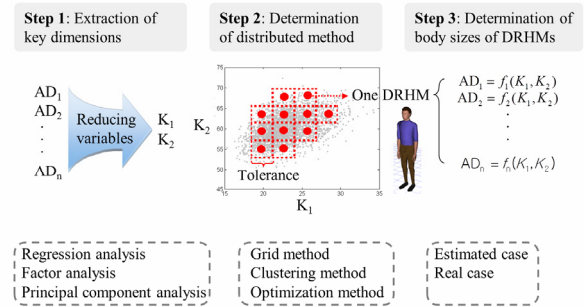 Step 1: Extraction of
key dimensions
Step 2: Determination
of distributed method
Step 3: Determination of
body sizes of DRHMs
AD1
AD2
.
.
.
ADn
Reducing
variables
K1
K2
75
70
65
60
55
50
45
15
20
25
30
35
K2
K1
Tolerance
One DRHM
AD1 = f1(K1, K2)
AD2 = f2(K1, K2)
.
.
.
ADn = fn(K1, K2)
Regression analysis
Factor analysis
Principal component analysis
Grid method
Clustering method
Optimization method
Estimated case
Real case